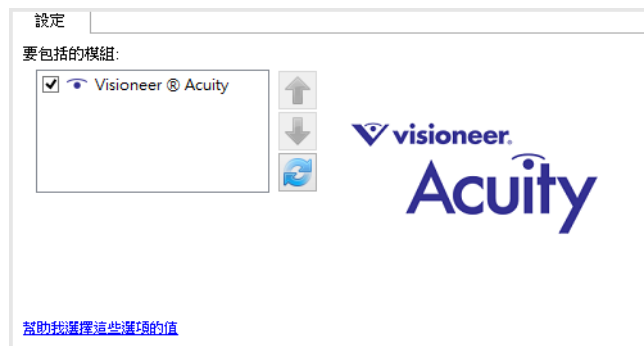 設定
要包括的模組:
Visioneer ® Acuity
visioneer.
Acuity
幫助我選擇這些選項的值